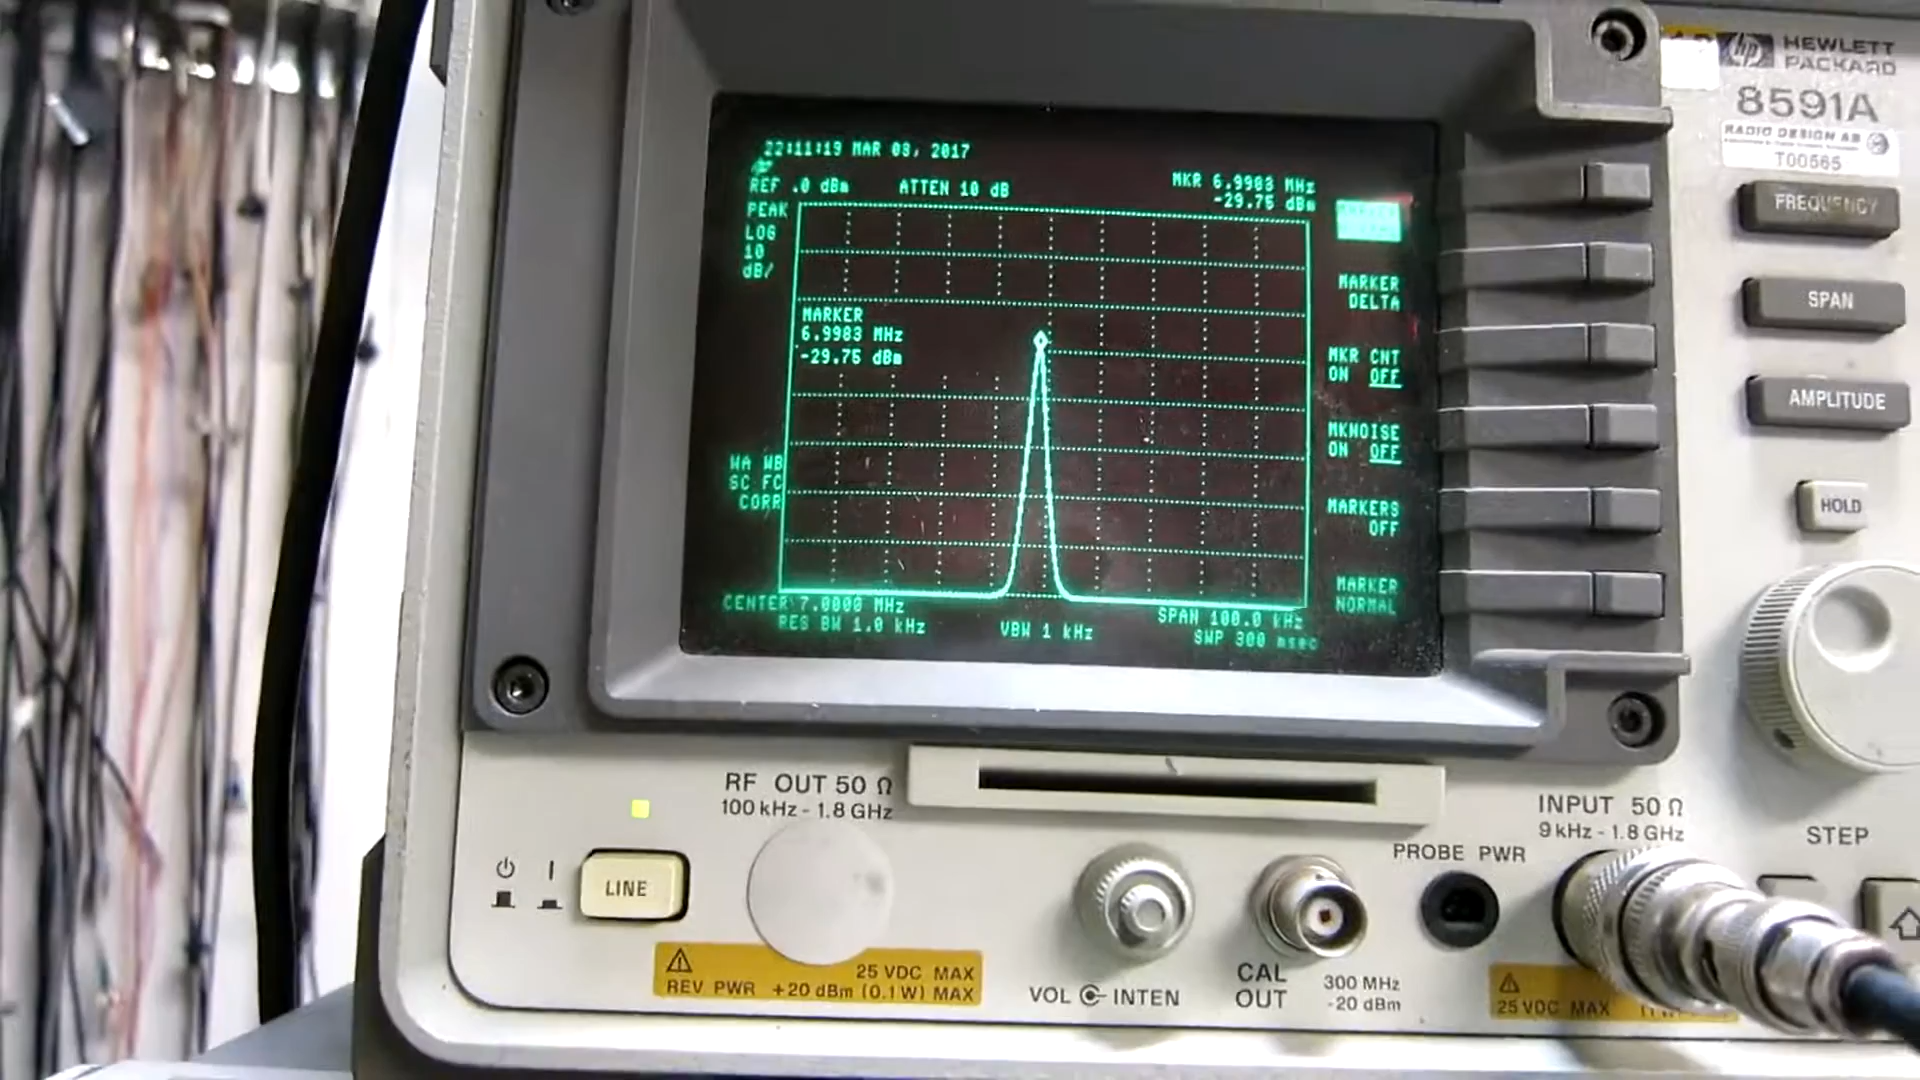 22:11:19 MAR 03, 2017
REF .0 dBm ATTEN 10 dB
MKR 6.9983 MHz
-29.75 dBm
PEAK
LOG
10
dB/
MARKER
6.9983 MHz
-29.75 dBm
WA WB
SC FC
CORR
CENTER 7.0000 MHz
SPAN 100.0 kHz
RES BW 1.0 kHz
VBW 1 kHz
SWP 300 msec
MARKER
DELTA
MKR CNT
ON OFF
MKNOISE
ON OFF
MARKERS
OFF
MARKER
NORMAL
hp HEWLETT
PACKARD
8591A
RADIO DESIGN AB
T00565
FREQUENCY
SPAN
AMPLITUDE
HOLD
STEP
LINE
RF OUT 50 Ω
100 kHz - 1.8 GHz
25 VDC MAX
REV PWR +20 dBm (0.1 W) MAX
VOL INTEN
CAL
OUT
300 MHz
-20 dBm
PROBE PWR
INPUT 50 Ω
9 kHz - 1.8 GHz
25 VDC MAX